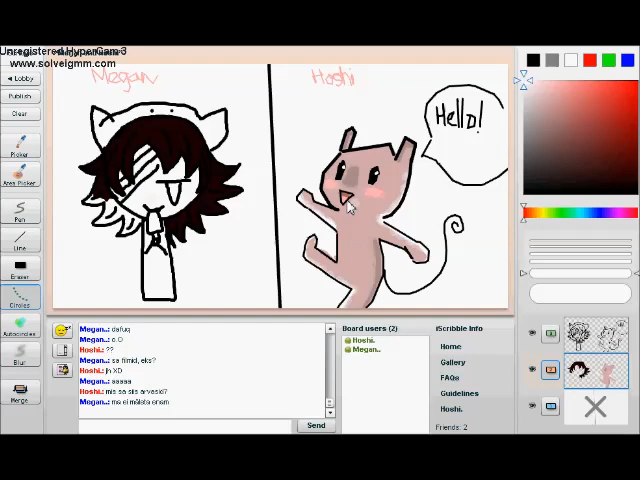 Unregistered HyperCam 3
www.solveigmm.com
Lobby
Publish
Clear
Picker
Area Picker
Pen
Line
Eraser
Circles
Autocircles
Blur
Merge
Megan
Hoshi
Hello!
Megan..: dafuq
Megan..: o.O
Hoshi.: ??
Megan..: sa filmid, eks?
Hoshi.: jh XD
Megan..: aaaaa
Hoshi.: mis sa siis arvasid?
Megan..: ma ei mäleta enam
Send
Board users (2)
Hoshi.
Megan..
iScribble Info
Home
Gallery
FAQs
Guidelines
Hoshi.
Friends: 2